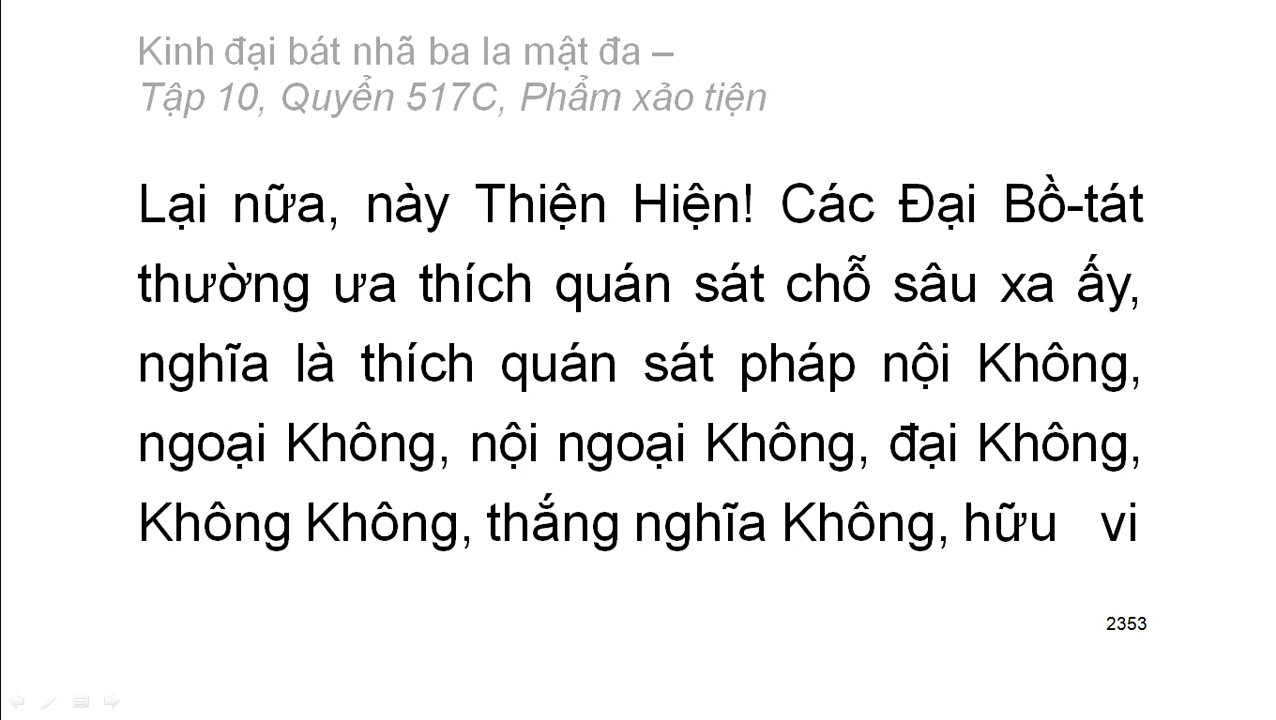 Kinh đại bát nhã ba la mật đa –
Tập 10, Quyển 517C, Phẩm xảo tiện
Lại nữa, này Thiện Hiện! Các Đại Bồ-tát
thường ưa thích quán sát chỗ sâu xa ấy,
nghĩa là thích quán sát pháp nội Không,
ngoại Không, nội ngoại Không, đại Không,
Không Không, thắng nghĩa Không, hữu vi
2353